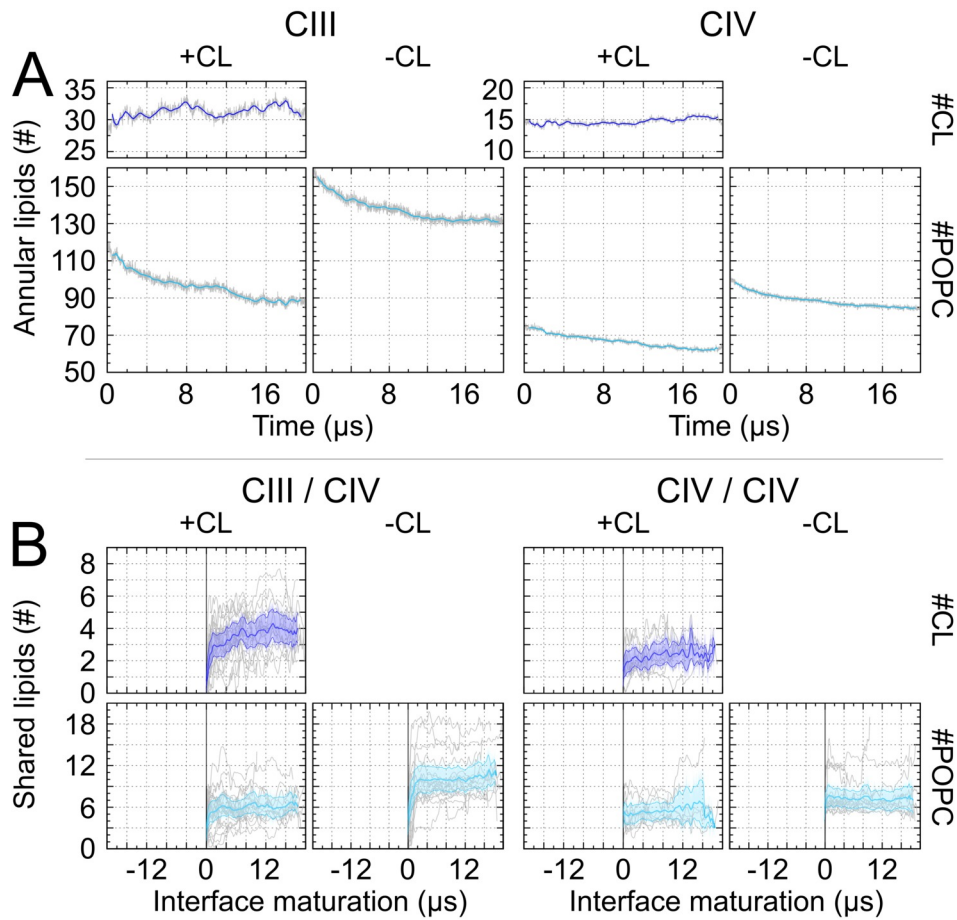 CIII CIV
A +CL -CL +CL -CL
35
30
25
20
15
10
#CL
Annular lipids (#)
150
130
110
90
70
50
#POPC
0 8 16 0 8 16 0 8 16 0 8 16
Time (µs) Time (µs)
CIII / CIV CIV / CIV
B +CL -CL +CL -CL
8
6
4
2
0
#CL
Shared lipids (#)
18
12
6
0
#POPC
-12 0 12 -12 0 12 -12 0 12 -12 0 12
Interface maturation (µs) Interface maturation (µs)